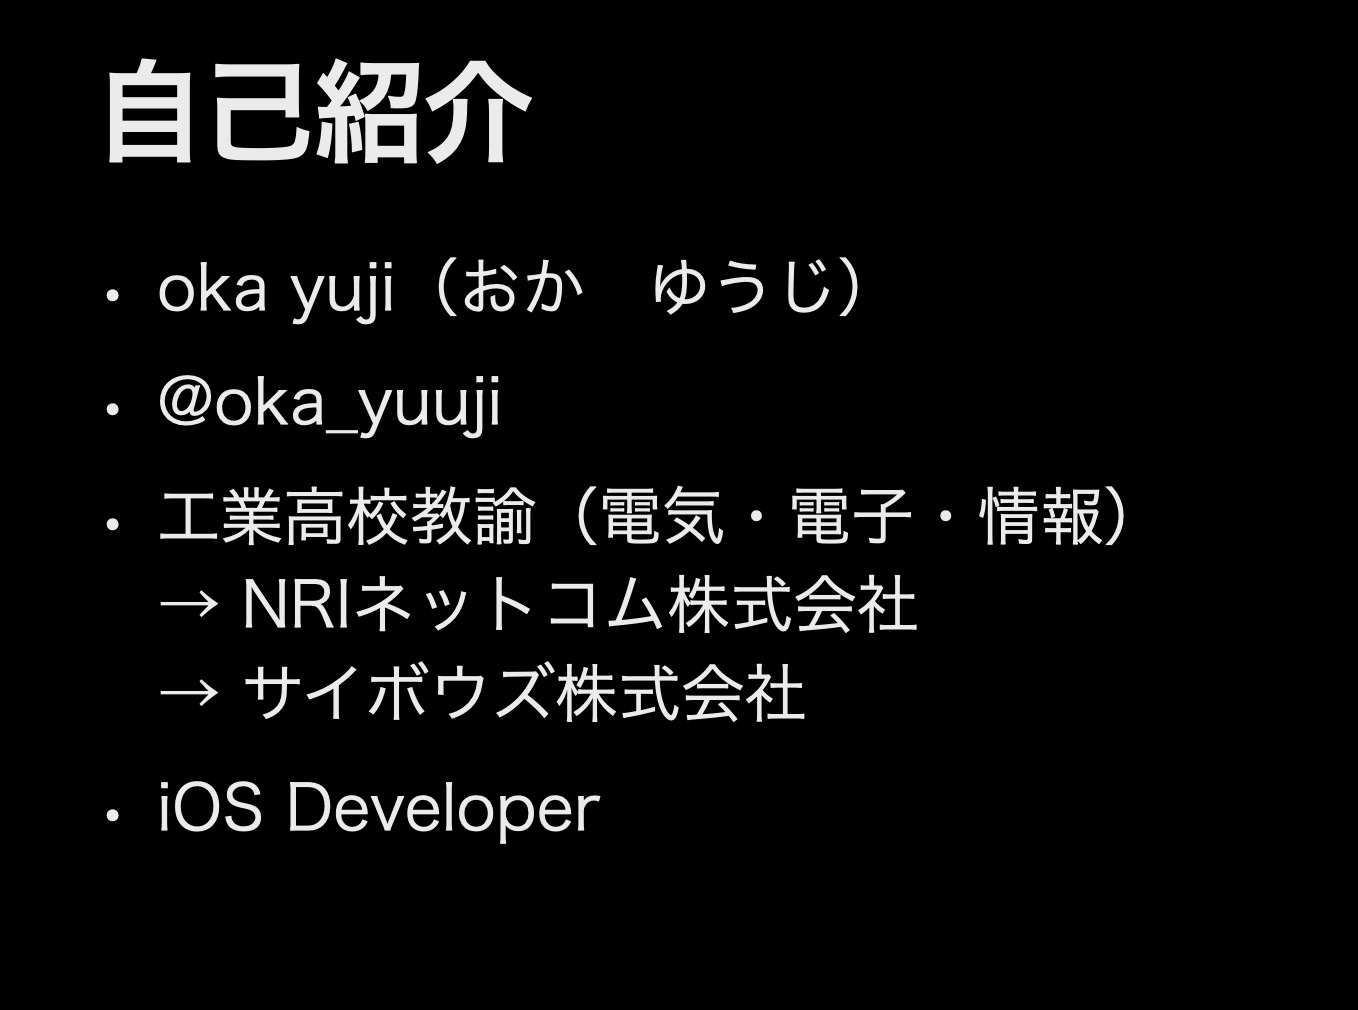 自己紹介
• oka yuji（おか　ゆうじ）
• @oka_yuuji
• 工業高校教諭（電気・電子・情報）
→ NRIネットコム株式会社
→ サイボウズ株式会社
• iOS Developer